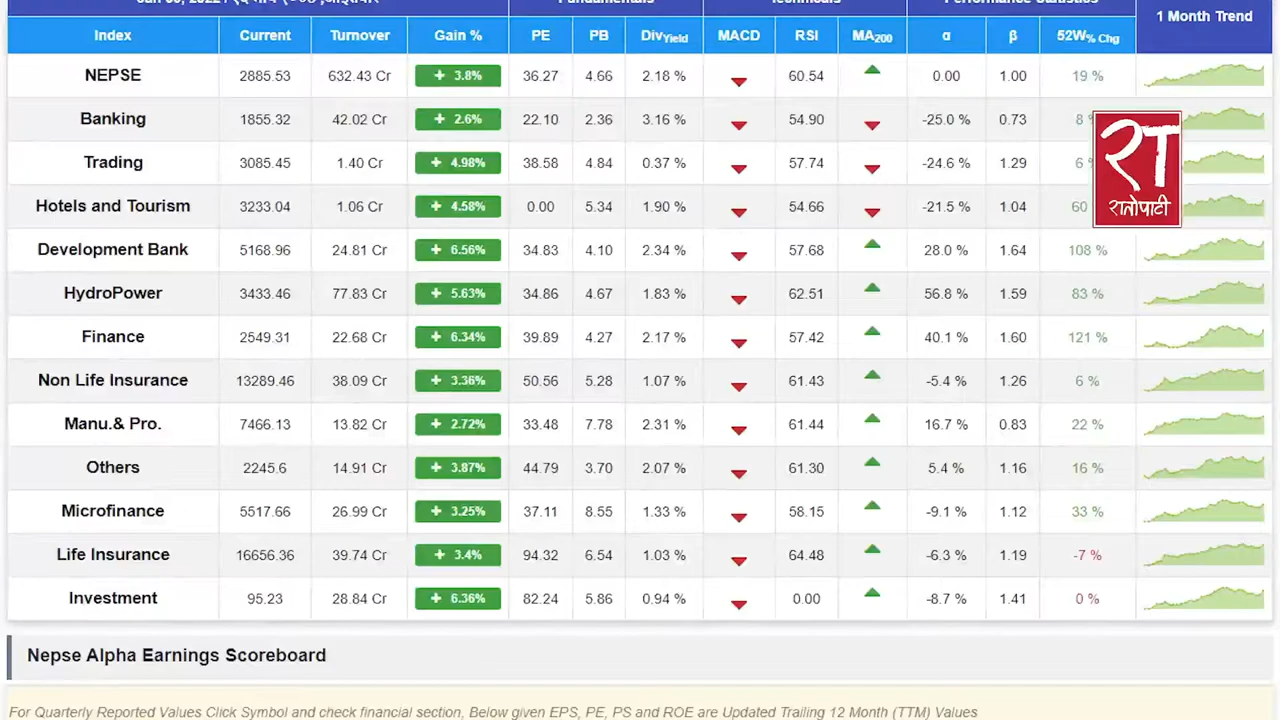 Fundamentals Technicals Performance Statistics
1 Month Trend
Index Current Turnover Gain % PE PB DivYield MACD RSI MA200 α β 52W% Chg
NEPSE 2885.53 632.43 Cr + 3.8% 36.27 4.66 2.18 % 60.54 0.00 1.00 19 %
Banking 1855.32 42.02 Cr + 2.6% 22.10 2.36 3.16 % 54.90 -25.0 % 0.73 8
Trading 3085.45 1.40 Cr + 4.98% 38.58 4.84 0.37 % 57.74 -24.6 % 1.29 6
Hotels and Tourism 3233.04 1.06 Cr + 4.58% 0.00 5.34 1.90 % 54.66 -21.5 % 1.04 60
रा
रातोपाटी
Development Bank 5168.96 24.81 Cr + 6.56% 34.83 4.10 2.34 % 57.68 28.0 % 1.64 108 %
HydroPower 3433.46 77.83 Cr + 5.63% 34.86 4.67 1.83 % 62.51 56.8 % 1.59 83 %
Finance 2549.31 22.68 Cr + 6.34% 39.89 4.27 2.17 % 57.42 40.1 % 1.60 121 %
Non Life Insurance 13289.46 38.09 Cr + 3.36% 50.56 5.28 1.07 % 61.43 -5.4 % 1.26 6 %
Manu.& Pro. 7466.13 13.82 Cr + 2.72% 33.48 7.78 2.31 % 61.44 16.7 % 0.83 22 %
Others 2245.6 14.91 Cr + 3.87% 44.79 3.70 2.07 % 61.30 5.4 % 1.16 16 %
Microfinance 5517.66 26.99 Cr + 3.25% 37.11 8.55 1.33 % 58.15 -9.1 % 1.12 33 %
Life Insurance 16656.36 39.74 Cr + 3.4% 94.32 6.54 1.03 % 64.48 -6.3 % 1.19 -7 %
Investment 95.23 28.84 Cr + 6.36% 82.24 5.86 0.94 % 0.00 -8.7 % 1.41 0 %
Nepse Alpha Earnings Scoreboard
For Quarterly Reported Values Click Symbol and check financial section, Below given EPS, PE, PS and ROE are Updated Trailing 12 Month (TTM) Values